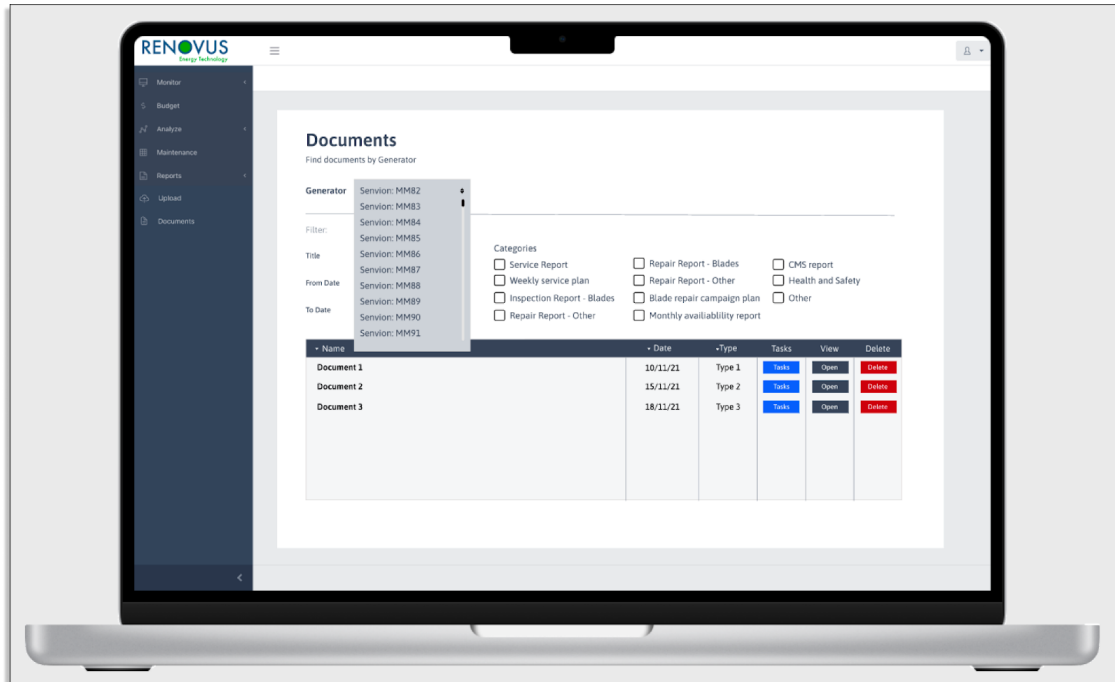 RENOVUS
Energy Technology
Monitor
Budget
Analyze
Maintenance
Reports
Upload
Documents
Documents
Find documents by Generator
Generator
Senvion: MM82
Senvion: MM83
Senvion: MM84
Senvion: MM85
Senvion: MM86
Senvion: MM87
Senvion: MM88
Senvion: MM89
Senvion: MM90
Senvion: MM91
Filter:
Title
From Date
To Date
Categories
Service Report
Weekly service plan
Inspection Report - Blades
Repair Report - Other
Repair Report - Blades
Repair Report - Other
Blade repair campaign plan
Monthly availiablility report
CMS report
Health and Safety
Other
Name Date Type Tasks View Delete
Document 1 10/11/21 Type 1 Tasks Open Delete
Document 2 15/11/21 Type 2 Tasks Open Delete
Document 3 18/11/21 Type 3 Tasks Open Delete